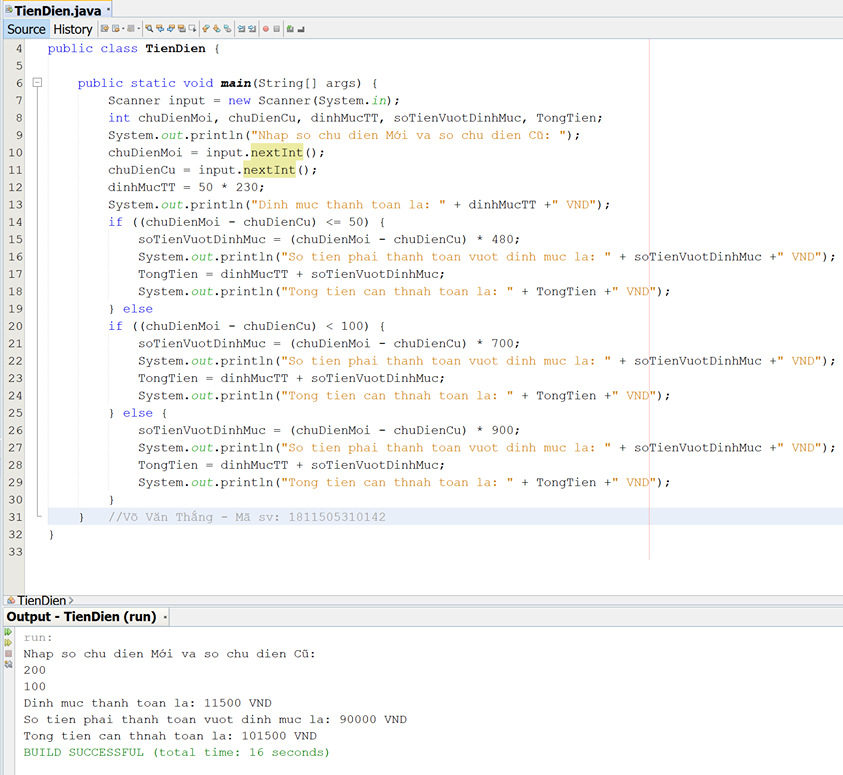 TienDien.java
Source History
4 public class TienDien {
5
6 public static void main(String[] args) {
7 Scanner input = new Scanner(System.in);
8 int chuDienMoi, chuDienCu, dinhMucTT, soTienVuotDinhMuc, TongTien;
9 System.out.println("Nhap so chu dien Mới va so chu dien Cũ: ");
10 chuDienMoi = input.nextInt();
11 chuDienCu = input.nextInt();
12 dinhMucTT = 50 * 230;
13 System.out.println("Dinh muc thanh toan la: " + dinhMucTT +" VND");
14 if ((chuDienMoi - chuDienCu) <= 50) {
15 soTienVuotDinhMuc = (chuDienMoi - chuDienCu) * 480;
16 System.out.println("So tien phai thanh toan vuot dinh muc la: " + soTienVuotDinhMuc +" VND");
17 TongTien = dinhMucTT + soTienVuotDinhMuc;
18 System.out.println("Tong tien can thnah toan la: " + TongTien +" VND");
19 } else
20 if ((chuDienMoi - chuDienCu) < 100) {
21 soTienVuotDinhMuc = (chuDienMoi - chuDienCu) * 700;
22 System.out.println("So tien phai thanh toan vuot dinh muc la: " + soTienVuotDinhMuc +" VND");
23 TongTien = dinhMucTT + soTienVuotDinhMuc;
24 System.out.println("Tong tien can thnah toan la: " + TongTien +" VND");
25 } else {
26 soTienVuotDinhMuc = (chuDienMoi - chuDienCu) * 900;
27 System.out.println("So tien phai thanh toan vuot dinh muc la: " + soTienVuotDinhMuc +" VND");
28 TongTien = dinhMucTT + soTienVuotDinhMuc;
29 System.out.println("Tong tien can thnah toan la: " + TongTien +" VND");
30 }
31 } //Võ Văn Thắng - Mã sv: 1811505310142
32 }
33
TienDien
Output - TienDien (run)
run:
Nhap so chu dien Mới va so chu dien Cũ:
200
100
Dinh muc thanh toan la: 11500 VND
So tien phai thanh toan vuot dinh muc la: 90000 VND
Tong tien can thnah toan la: 101500 VND
BUILD SUCCESSFUL (total time: 16 seconds)